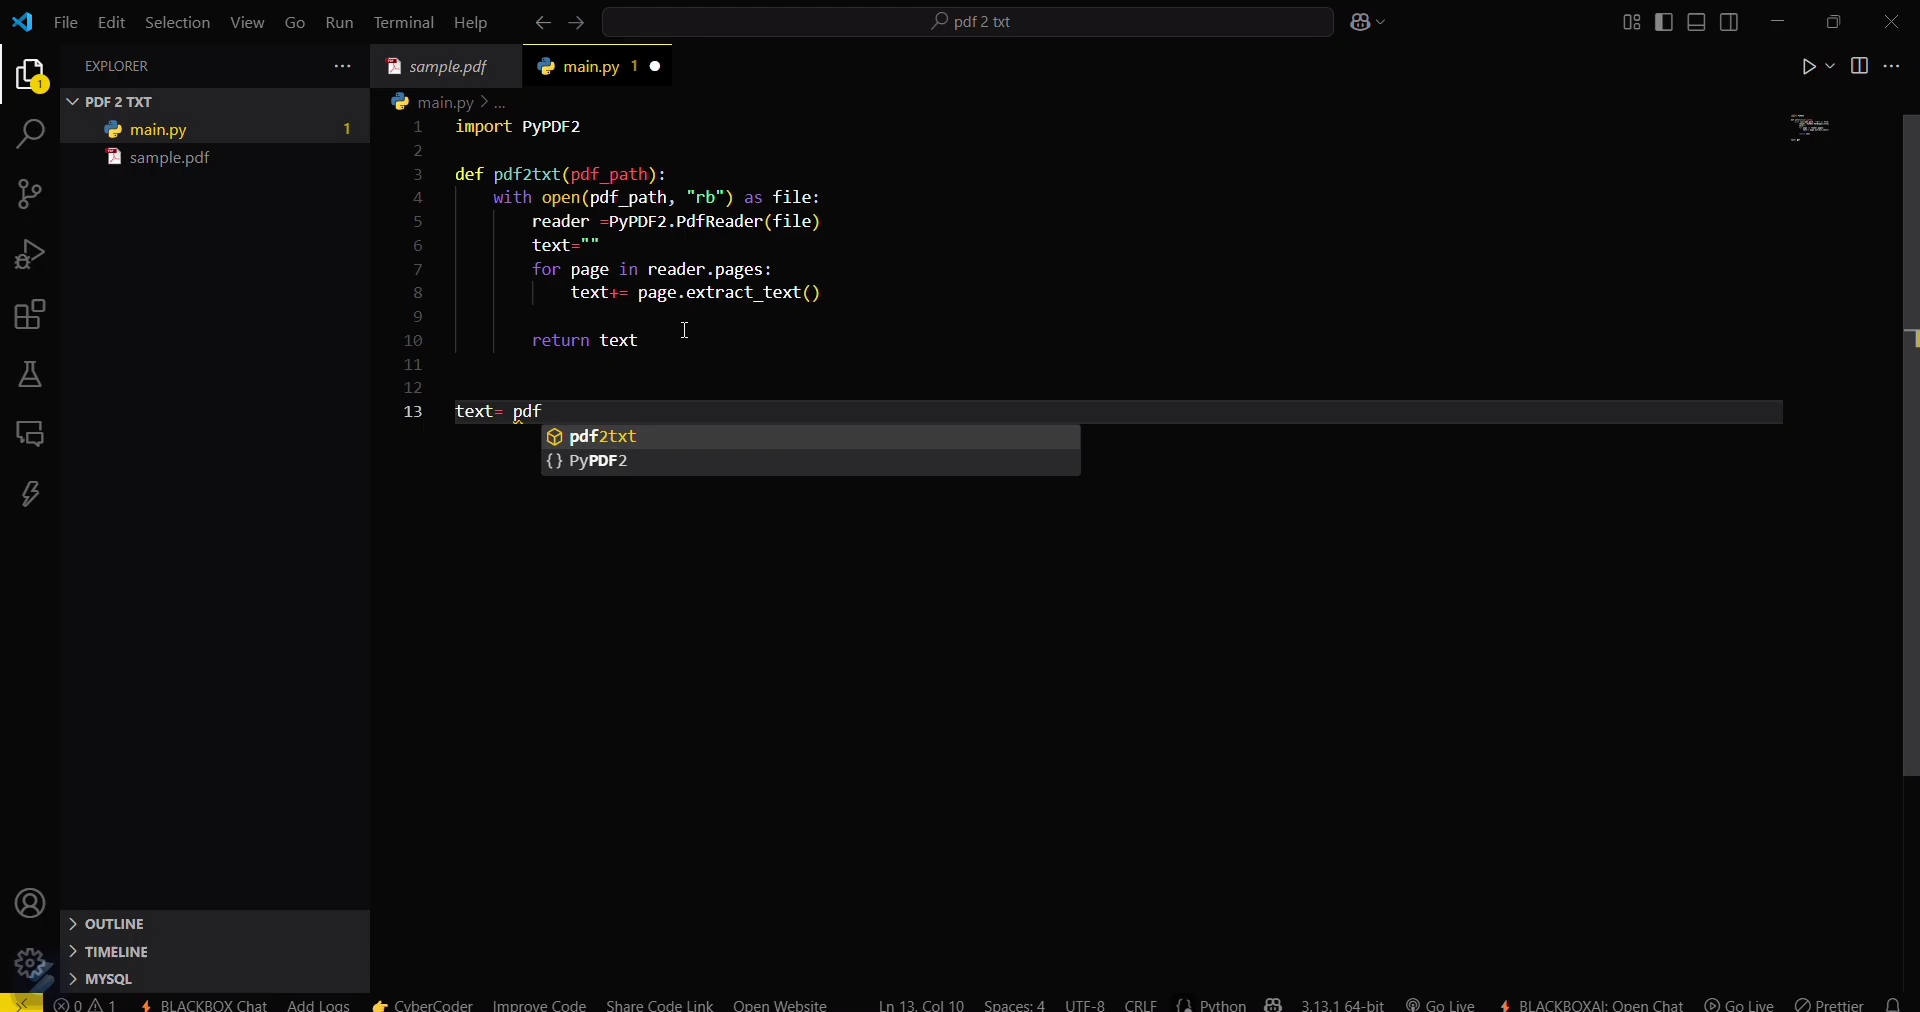 File Edit Selection View Go Run Terminal Help
pdf 2 txt
EXPLORER
sample.pdf
main.py 1
1
PDF 2 TXT
main.py 1
sample.pdf
main.py > ...
1 import PyPDF2
2
3 def pdf2txt(pdf_path):
4 with open(pdf_path, "rb") as file:
5 reader =PyPDF2.PdfReader(file)
6 text=""
7 for page in reader.pages:
8 text+= page.extract_text()
9
10 return text
11
12
13 text= pdf
pdf2txt
{} PyPDF2
OUTLINE
TIMELINE
MYSQL
0 1 BLACKBOX Chat Add Logs CyberCoder Improve Code Share Code Link Open Website Ln 13, Col 10 Spaces: 4 UTF-8 CRLF {} Python 3.13.1 64-bit Go Live BLACKBOXAI: Open Chat Go Live Prettier